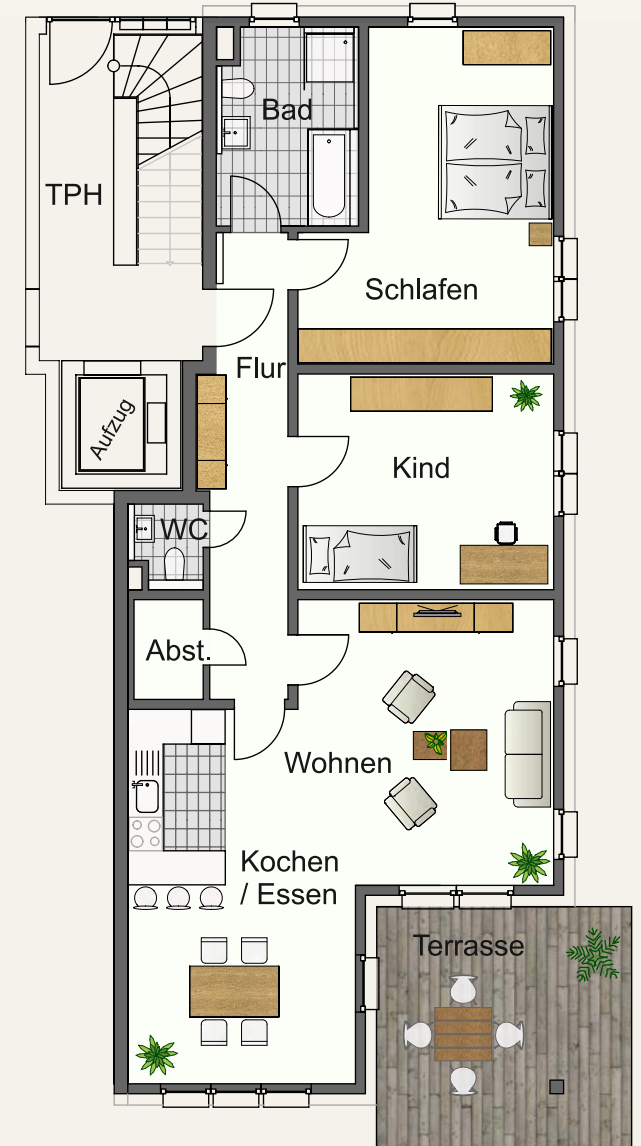 Bad
TPH
Schlafen
Flur
Aufzug
Kind
WC
Abst.
Wohnen
Kochen
/ Essen
Terrasse